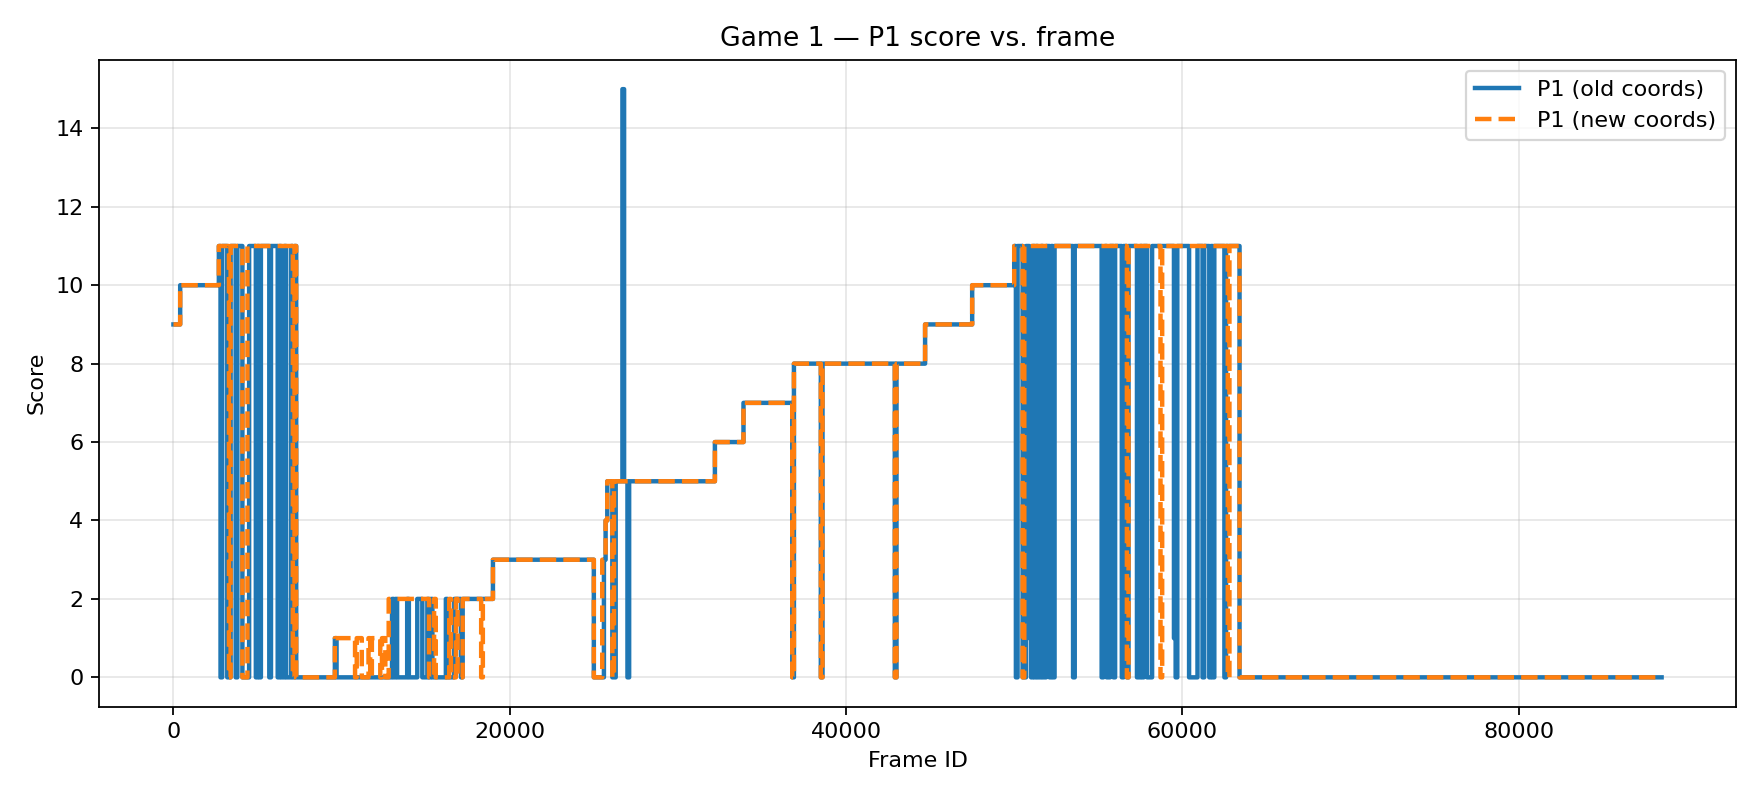 Game 1 — P1 score vs. frame
P1 (old coords)
P1 (new coords)
14
12
10
8
6
4
2
0
Score
0 20000 40000 60000 80000
Frame ID